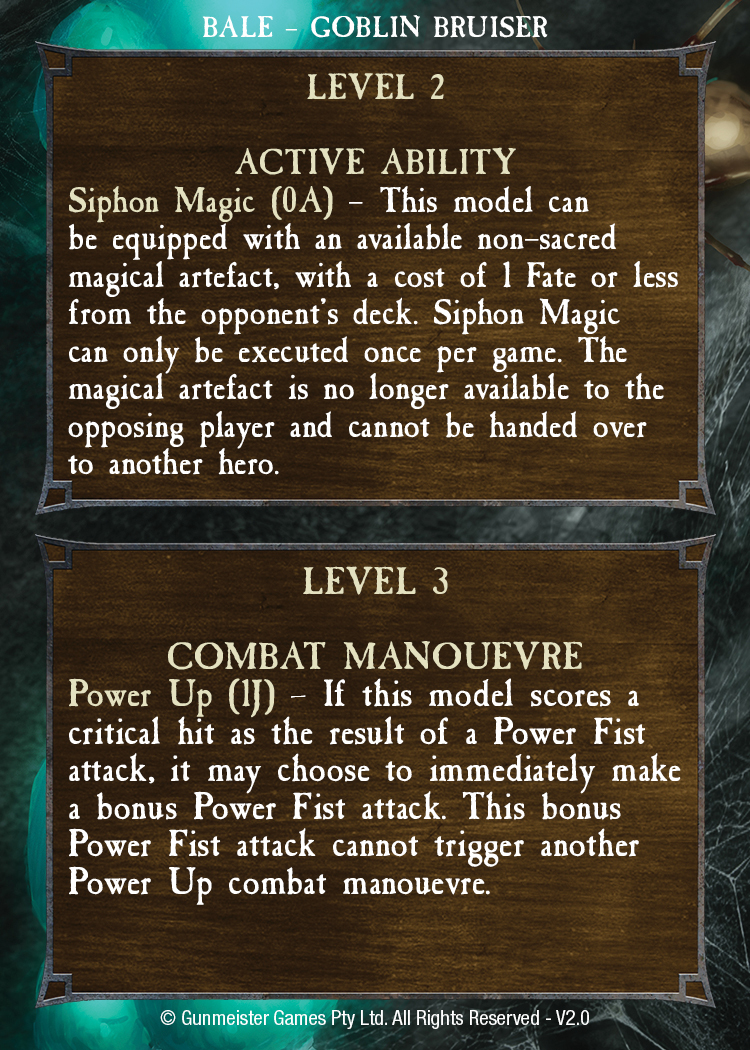 BALE – GOBLIN BRUISER
LEVEL 2
ACTIVE ABILITY
Siphon Magic (0A) – This model can
be equipped with an available non-sacred
magical artefact, with a cost of 1 Fate or less
from the opponent's deck. Siphon Magic
can only be executed once per game. The
magical artefact is no longer available to the
opposing player and cannot be handed over
to another hero.
LEVEL 3
COMBAT MANOUEVRE
Power Up (1J) – If this model scores a
critical hit as the result of a Power Fist
attack, it may choose to immediately make
a bonus Power Fist attack. This bonus
Power Fist attack cannot trigger another
Power Up combat manouevre.
© Gunmeister Games Pty Ltd. All Rights Reserved - V2.0